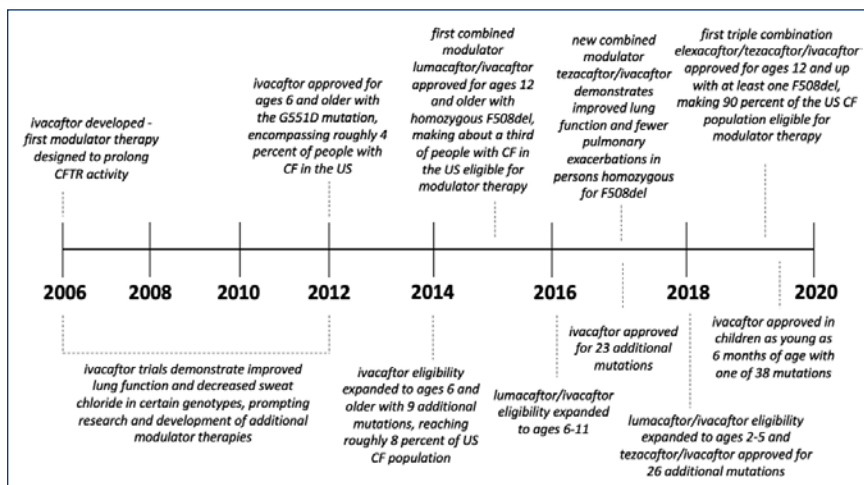 ivacaftor developed -
first modulator therapy
designed to prolong
CFTR activity
ivacaftor approved for
ages 6 and older with
the G551D mutation,
encompassing roughly 4
percent of people with
CF in the US
first combined
modulator
lumacaftor/ivacaftor
approved for ages 12
and older with
homozygous F508del,
making about a third
of people with CF in
the US eligible for
modulator therapy
new combined
modulator
tezacaftor/ivacaftor
demonstrates
improved lung
function and fewer
pulmonary
exacerbations in
persons homozygous
for F508del
first triple combination
elexacaftor/tezacaftor/ivacaftor
approved for ages 12 and up
with at least one F508del,
making 90 percent of the US CF
population eligible for
modulator therapy
2006 2008 2010 2012 2014 2016 2018 2020
ivacaftor trials demonstrate improved
lung function and decreased sweat
chloride in certain genotypes, prompting
research and development of additional
modulator therapies
ivacaftor eligibility
expanded to ages 6 and
older with 9 additional
mutations, reaching
roughly 8 percent of US
CF population
lumacaftor/ivacaftor
eligibility expanded
to ages 6-11
ivacaftor approved
for 23 additional
mutations
lumacaftor/ivacaftor eligibility
expanded to ages 2-5 and
tezacaftor/ivacaftor approved for
26 additional mutations
ivacaftor approved in
children as young as
6 months of age with
one of 38 mutations